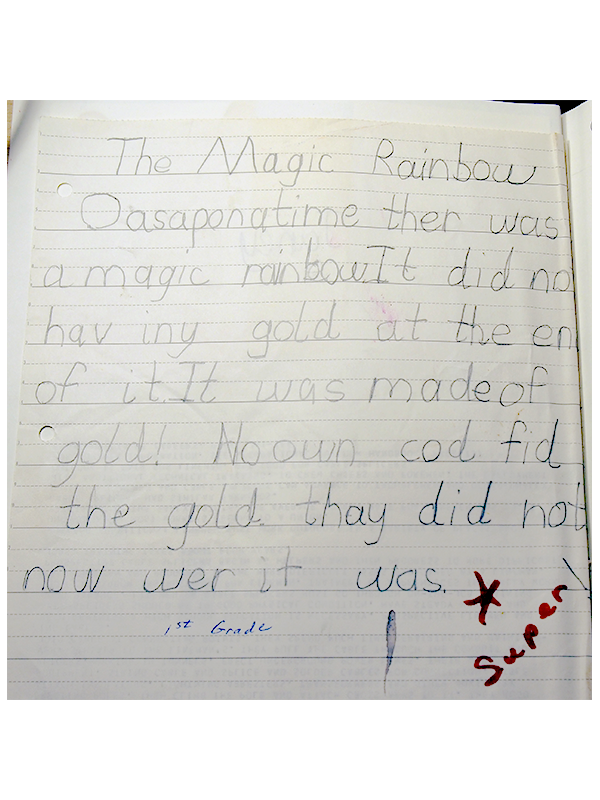 The Magic Rainbow
Oasaponatime ther was
a magic rainbow.It did no
hav iny gold at the en
of it.It was made of
gold! No own cod fid
the gold. thay did not
now wer it was.
1st Grade
Super